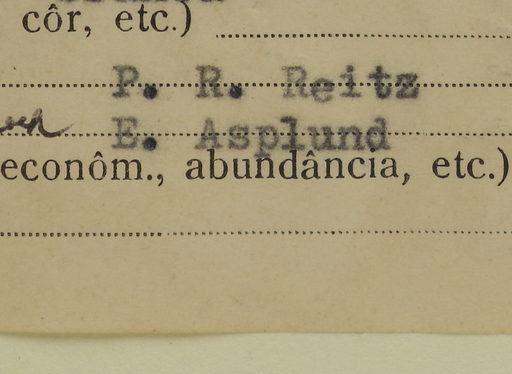 côr, etc.)
P. R. Reitz
E. Asplund
econôm., abundância, etc.)